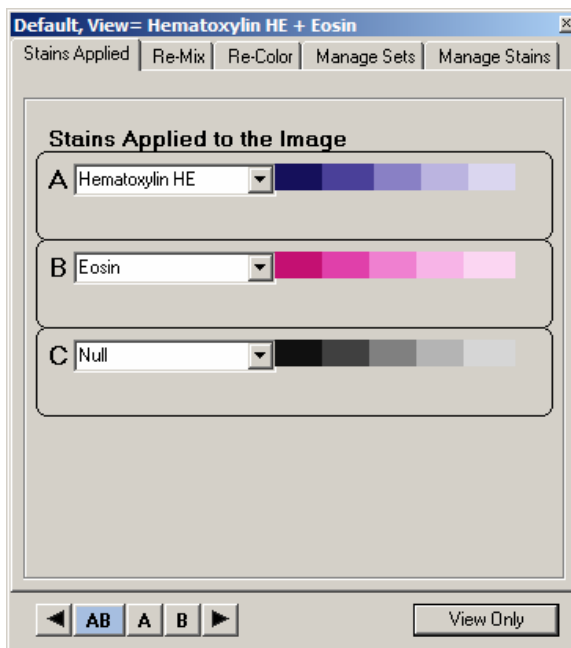 Default, View= Hematoxylin HE + Eosin
Stains Applied Re-Mix Re-Color Manage Sets Manage Stains
Stains Applied to the Image
A Hematoxylin HE
B Eosin
C Null
AB A B View Only